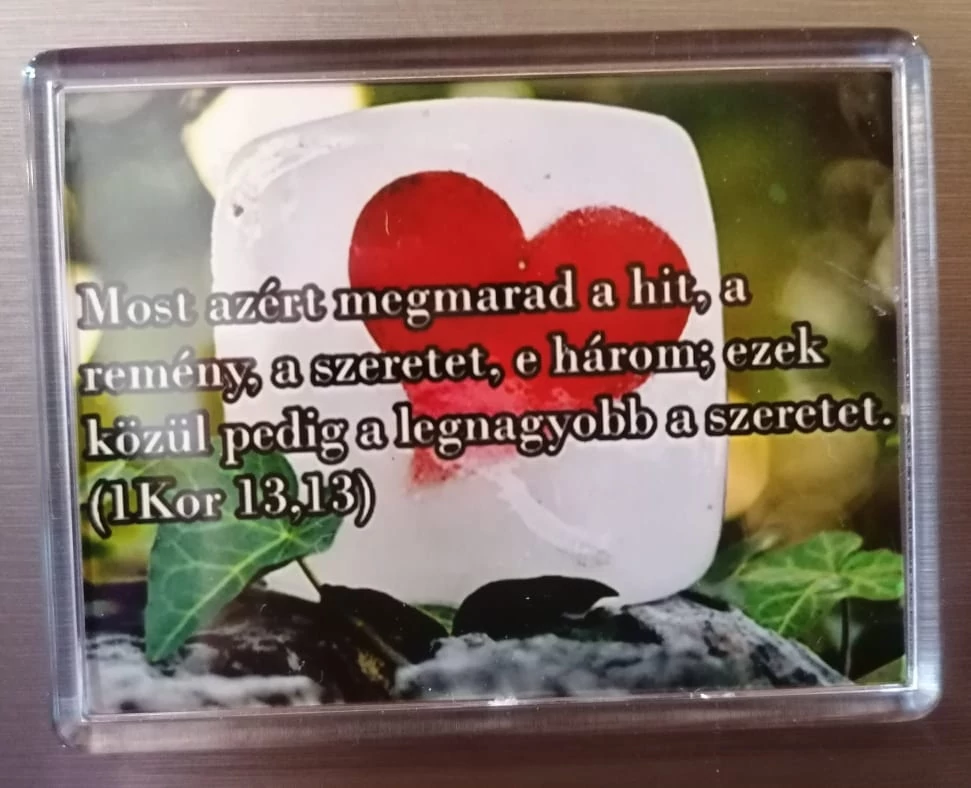 Most azért megmarad a hit, a
remény, a szeretet, e három; ezek
közül pedig a legnagyobb a szeretet.
(1Kor 13,13)